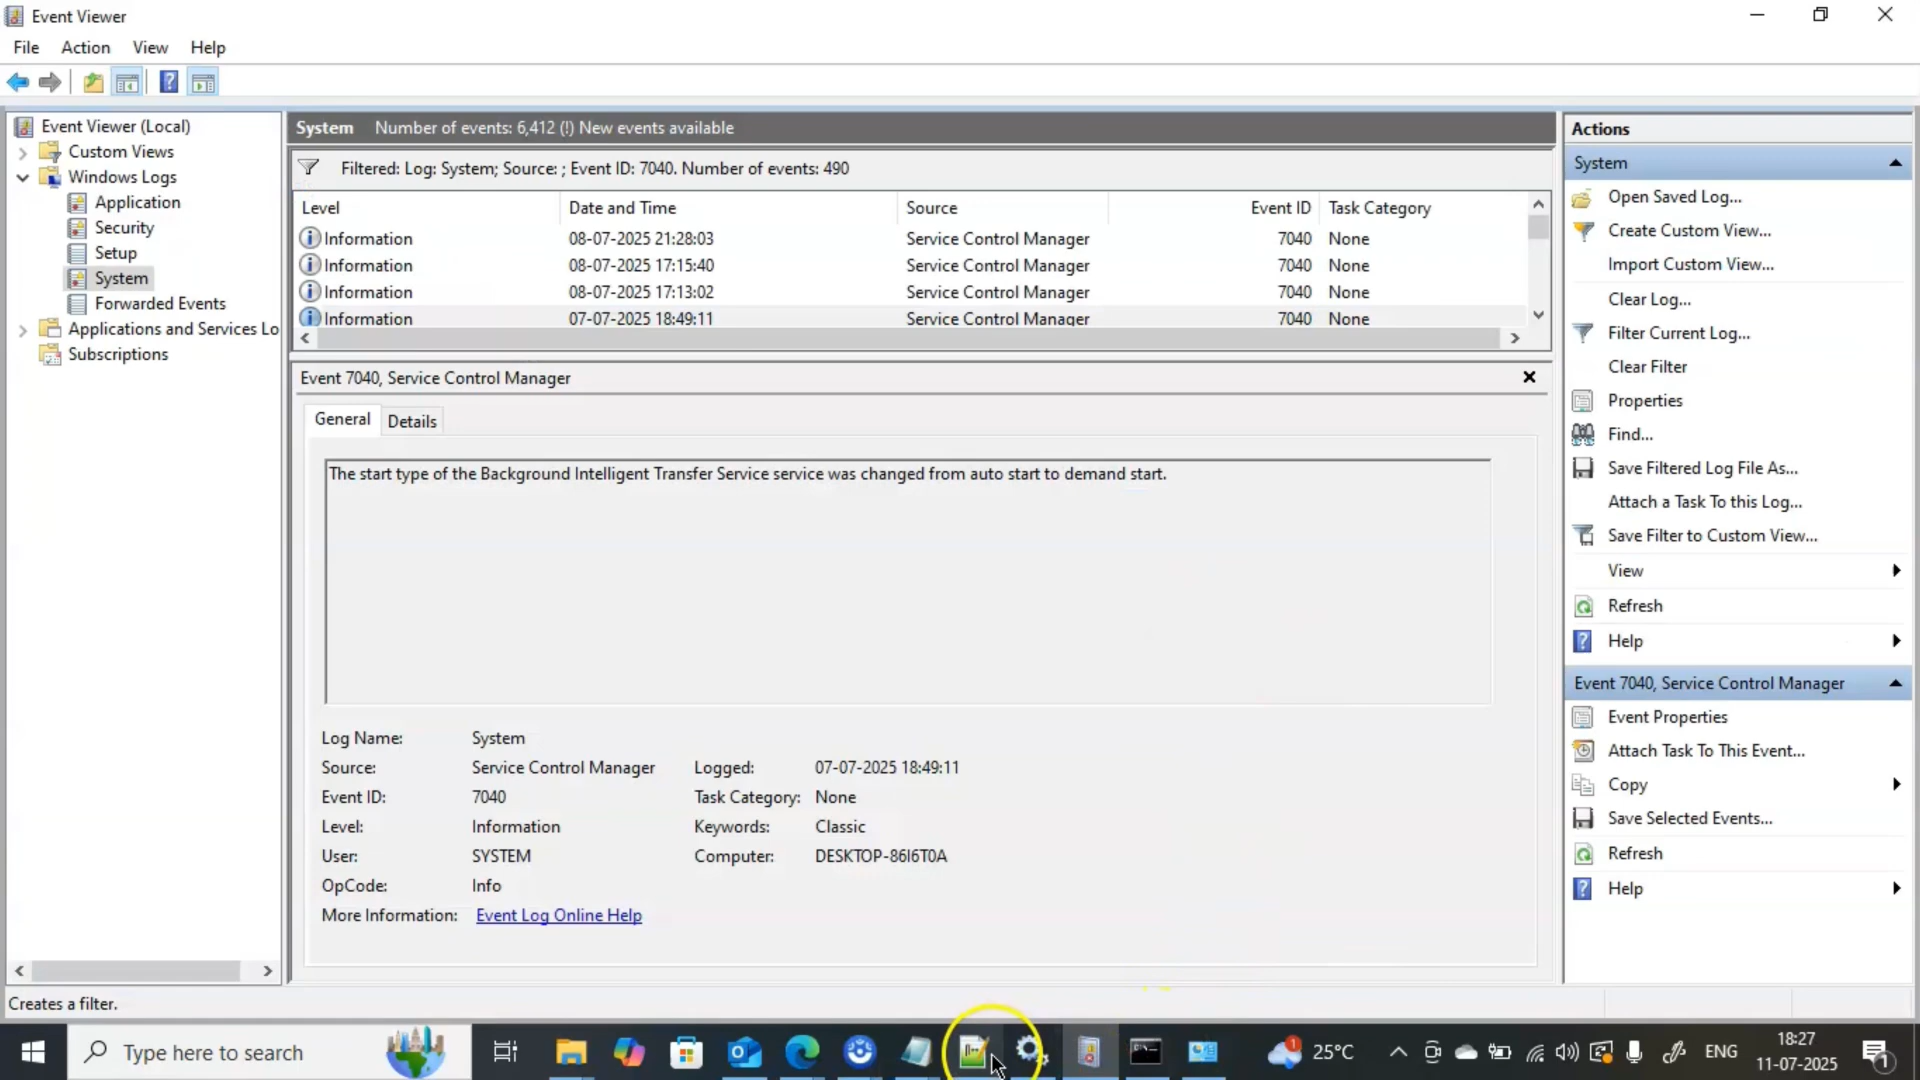 Event Viewer
File Action View Help
Event Viewer (Local)
Custom Views
Windows Logs
Application
Security
Setup
System
Forwarded Events
Applications and Services Lo
Subscriptions
System Number of events: 6,412 (!) New events available
Filtered: Log: System; Source: ; Event ID: 7040. Number of events: 490
Level Date and Time Source Event ID Task Category
Information 08-07-2025 21:28:03 Service Control Manager 7040 None
Information 08-07-2025 17:15:40 Service Control Manager 7040 None
Information 08-07-2025 17:13:02 Service Control Manager 7040 None
Information 07-07-2025 18:49:11 Service Control Manager 7040 None
Event 7040, Service Control Manager
General Details
The start type of the Background Intelligent Transfer Service service was changed from auto start to demand start.
Log Name: System
Source: Service Control Manager Logged: 07-07-2025 18:49:11
Event ID: 7040 Task Category: None
Level: Information Keywords: Classic
User: SYSTEM Computer: DESKTOP-86I6T0A
OpCode: Info
More Information: Event Log Online Help
Actions
System
Open Saved Log...
Create Custom View...
Import Custom View...
Clear Log...
Filter Current Log...
Clear Filter
Properties
Find...
Save Filtered Log File As...
Attach a Task To this Log...
Save Filter to Custom View...
View
Refresh
Help
Event 7040, Service Control Manager
Event Properties
Attach Task To This Event...
Copy
Save Selected Events...
Refresh
Help
Creates a filter.
Type here to search
1
25°C
ENG
18:27
11-07-2025
1